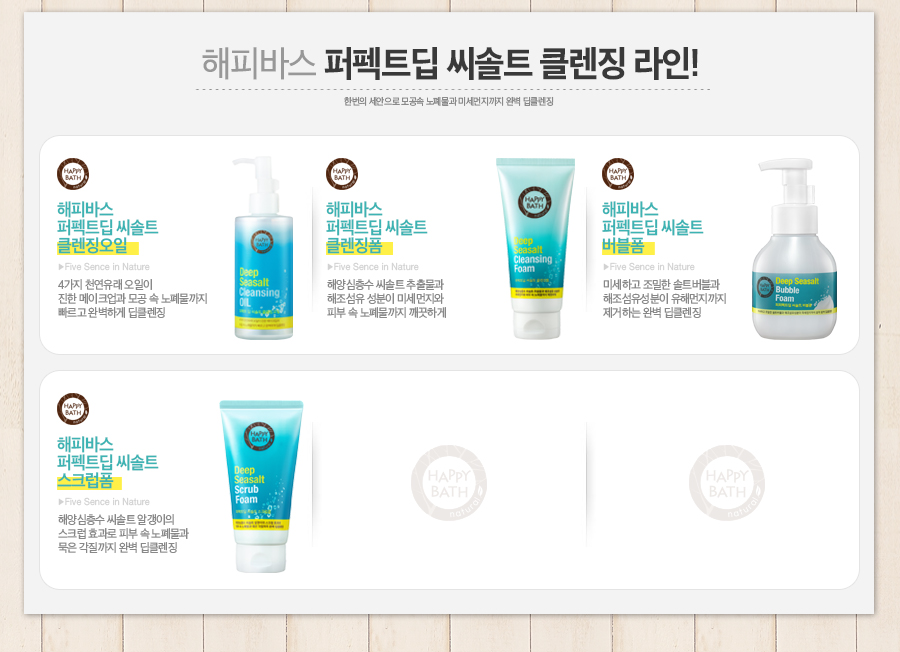 해피바스 퍼펙트딥 씨솔트 클렌징 라인!
한번의 세안으로 모공속 노폐물과 미세먼지까지 완벽 딥클렌징
HAPPY
BATH
해피바스
퍼펙트딥 씨솔트
클렌징오일
▶Five Sence in Nature
4가지 천연유래 오일이
진한 메이크업과 모공 속 노폐물까지
빠르고 완벽하게 딥클렌징
HAPPY
BATH
Deep
Seasalt
Cleansing
OIL
HAPPY
BATH
해피바스
퍼펙트딥 씨솔트
클렌징폼
▶Five Sence in Nature
해양심층수 씨솔트 추출물과
해조섬유 성분이 미세먼지와
피부 속 노폐물까지 깨끗하게
HAPPY
BATH
Deep
Seasalt
Cleansing
Foam
HAPPY
BATH
해피바스
퍼펙트딥 씨솔트
버블폼
▶Five Sence in Nature
미세하고 조밀한 솔트버블과
해조섬유성분이 유해먼지까지
제거하는 완벽 딥클렌징
Deep Seasalt
Bubble
Foam
HAPPY
BATH
해피바스
퍼펙트딥 씨솔트
스크럽폼
▶Five Sence in Nature
해양심층수 씨솔트 알갱이의
스크럽 효과로 피부 속 노폐물과
묵은 각질까지 완벽 딥클렌징
HAPPY
BATH
Deep
Seasalt
Scrub
Foam
HAPPY
BATH
natural
HAPPY
BATH
natural